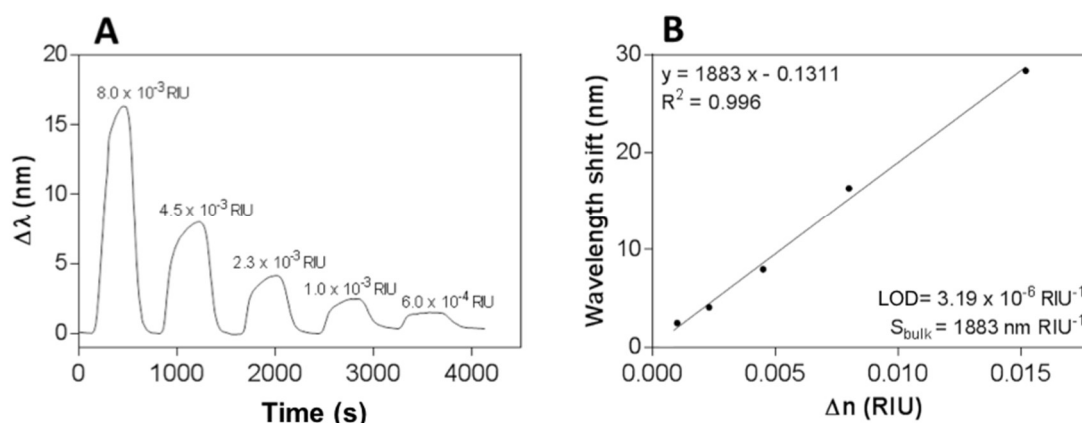 A
20
15
10
5
0
Δλ (nm)
8.0 x 10⁻³ RIU
4.5 x 10⁻³ RIU
2.3 x 10⁻³ RIU
1.0 x 10⁻³ RIU
6.0 x 10⁻⁴ RIU
0 1000 2000 3000 4000
Time (s)
B
30
20
10
0
Wavelength shift (nm)
y = 1883 x - 0.1311
R² = 0.996
LOD= 3.19 x 10⁻⁶ RIU⁻¹
S_bulk = 1883 nm RIU⁻¹
0.000 0.005 0.010 0.015
Δn (RIU)